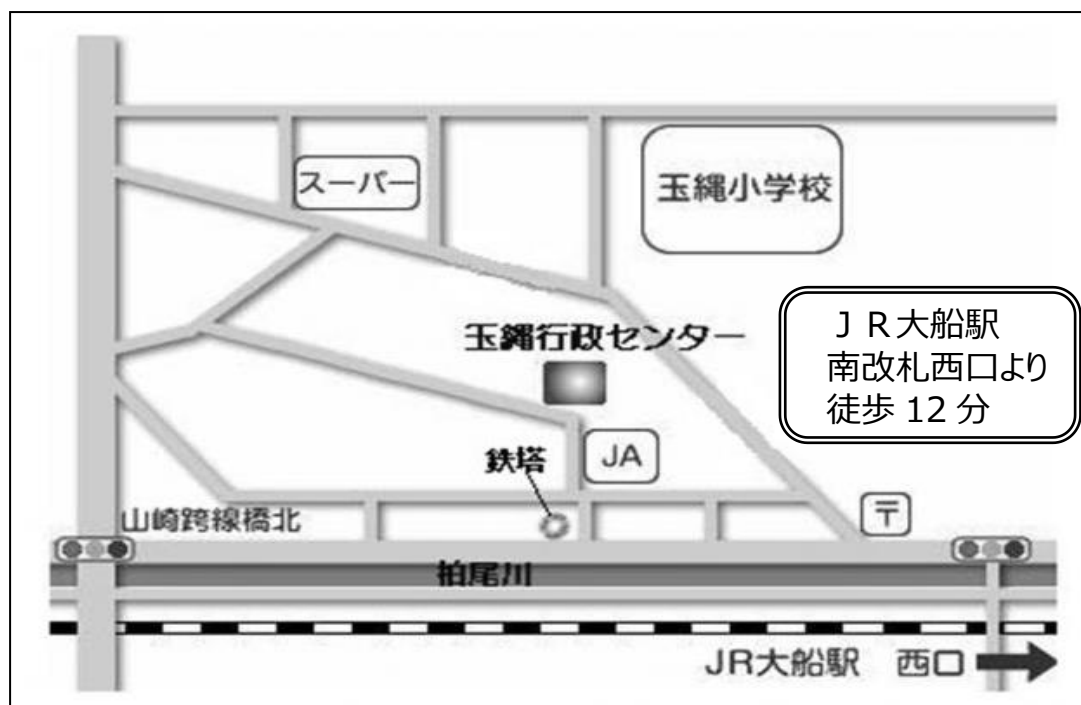 スーパー
玉縄小学校
玉縄行政センター
JR大船駅
南改札西口より
徒歩 12 分
鉄塔
JA
〒
山崎跨線橋北
柏尾川
JR大船駅 西口